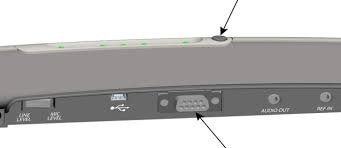 LINE LEVEL
MIC LEVEL
AUDIO OUT
REF IN